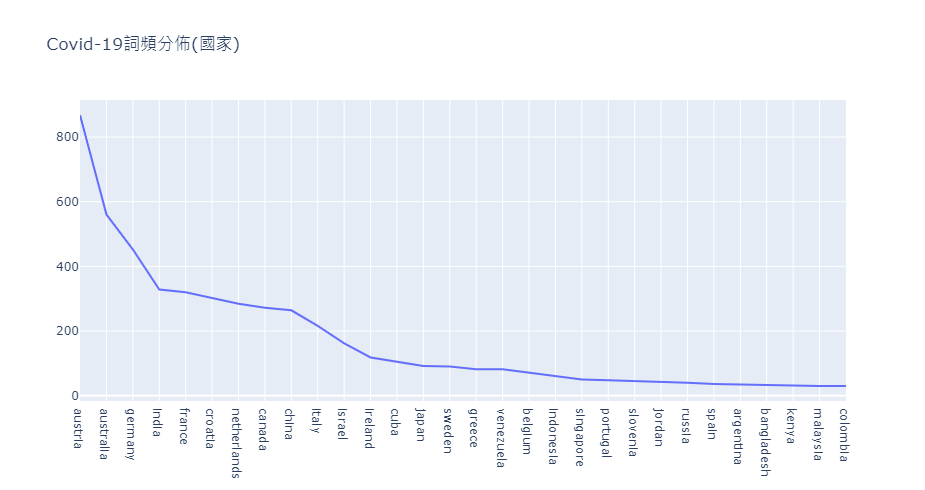 Covid-19詞頻分佈(國家)
800
600
400
200
0
austria
australia
germany
india
france
croatia
netherlands
canada
china
italy
israel
ireland
cuba
japan
sweden
greece
venezuela
belgium
indonesia
singapore
portugal
slovenia
jordan
russia
spain
argentina
bangladesh
kenya
malaysia
colombia